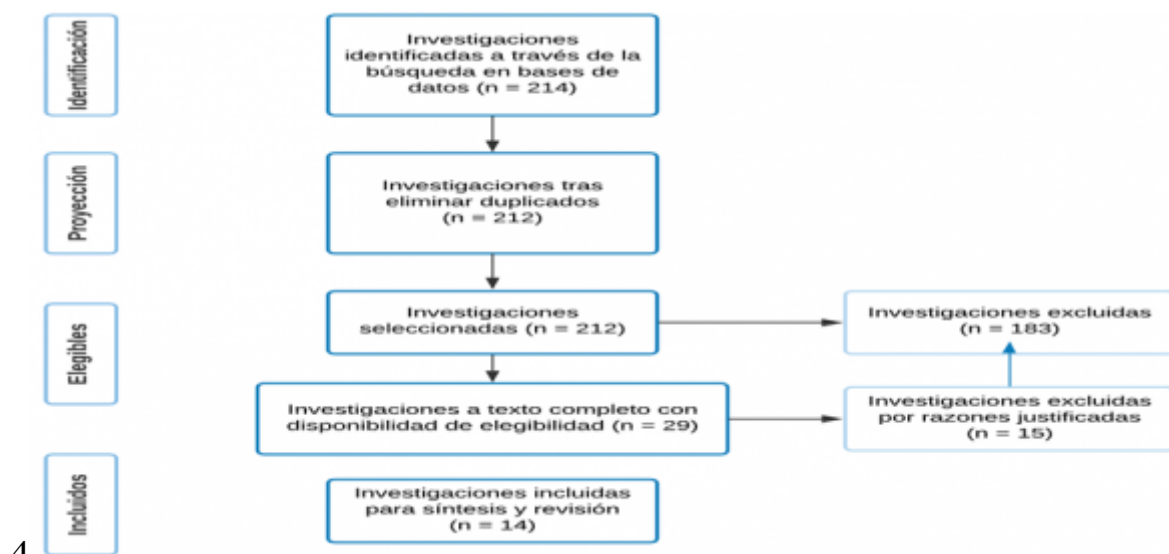 Identificación
Investigaciones
identificadas a través de la
búsqueda en bases de
datos (n = 214)
Proyección
Investigaciones tras
eliminar duplicados
(n = 212)
Elegibles
Investigaciones
seleccionadas (n = 212)
Investigaciones excluidas
(n = 183)
Investigaciones a texto completo con
disponibilidad de elegibilidad (n = 29)
Investigaciones excluidas
por razones justificadas
(n = 15)
Incluidos
Investigaciones incluidas
para síntesis y revisión
(n = 14)
4